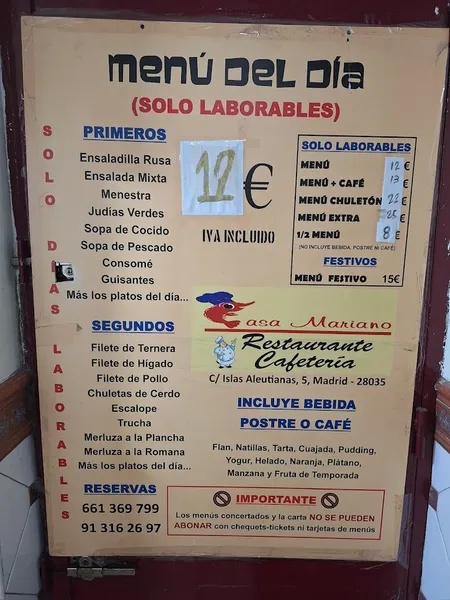 menú DEL Día
(SOLO LABORABLES)
SOLO DIAS LABORABLES
PRIMEROS
Ensaladilla Rusa
Ensalada Mixta
Menestra
Judias Verdes
Sopa de Cocido
Sopa de Pescado
Consomé
Guisantes
Más los platos del día...
12 €
IVA INCLUIDO
SOLO LABORABLES
MENÚ 12 €
MENÚ + CAFÉ 13 €
MENÚ CHULETÓN 22 €
MENÚ EXTRA 25 €
1/2 MENÚ 8 €
(NO INCLUYE BEBIDA, POSTRE NI CAFÉ)
FESTIVOS
MENÚ FESTIVO 15€
Casa Mariano
Restaurante
Cafetería
C/ Islas Aleutianas, 5, Madrid - 28035
SEGUNDOS
Filete de Ternera
Filete de Hígado
Filete de Pollo
Chuletas de Cerdo
Escalope
Trucha
Merluza a la Plancha
Merluza a la Romana
Más los platos del día...
INCLUYE BEBIDA
POSTRE O CAFÉ
Flan, Natillas, Tarta, Cuajada, Pudding,
Yogur, Helado, Naranja, Plátano,
Manzana y Fruta de Temporada
RESERVAS
661 369 799
91 316 26 97
IMPORTANTE
Los menús concertados y la carta NO SE PUEDEN
ABONAR con chequets-tickets ni tarjetas de menús